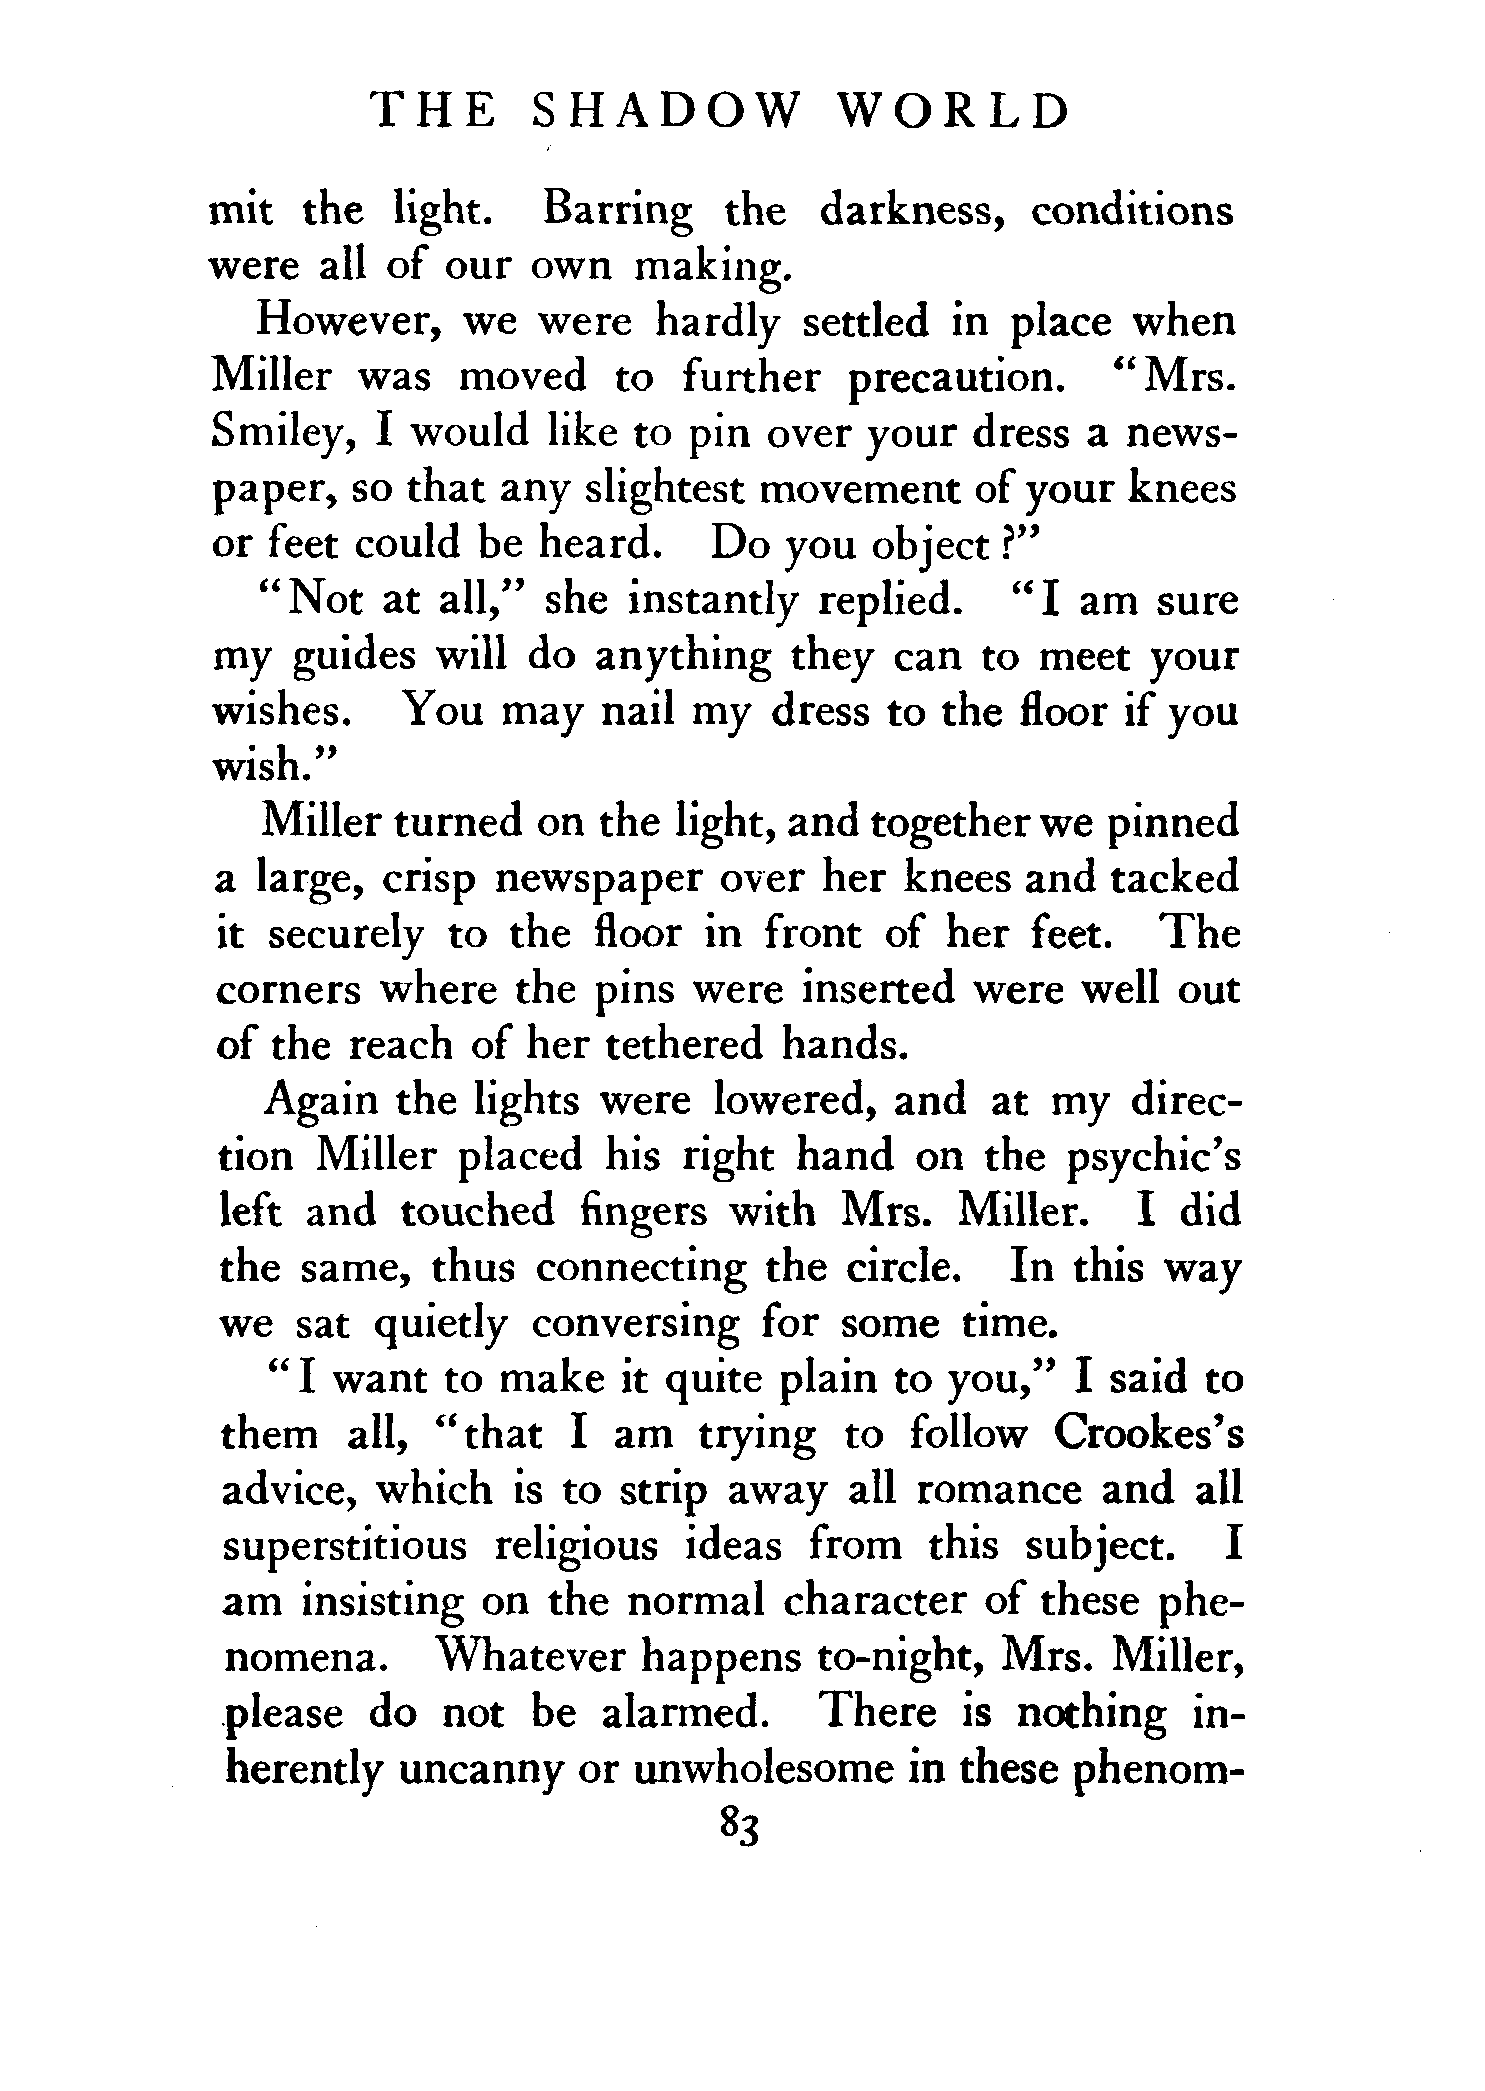 THE SHADOW WORLD
mit the light. Barring the darkness, conditions
were all of our own making.
However, we were hardly settled in place when
Miller was moved to further precaution. “Mrs.
Smiley, I would like to pin over your dress a news-
paper, so that any slightest movement of your knees
or feet could be heard. Do you object?”
“Not at all,” she instantly replied. “I am sure
my guides will do anything they can to meet your
wishes. You may nail my dress to the floor if you
wish.”
Miller turned on the light, and together we pinned
a large, crisp newspaper over her knees and tacked
it securely to the floor in front of her feet. The
corners where the pins were inserted were well out
of the reach of her tethered hands.
Again the lights were lowered, and at my direc-
tion Miller placed his right hand on the psychic’s
left and touched fingers with Mrs. Miller. I did
the same, thus connecting the circle. In this way
we sat quietly conversing for some time.
“I want to make it quite plain to you,” I said to
them all, “that I am trying to follow Crookes’s
advice, which is to strip away all romance and all
superstitious religious ideas from this subject. I
am insisting on the normal character of these phe-
nomena. Whatever happens to-night, Mrs. Miller,
please do not be alarmed. There is nothing in-
herently uncanny or unwholesome in these phenom-
83